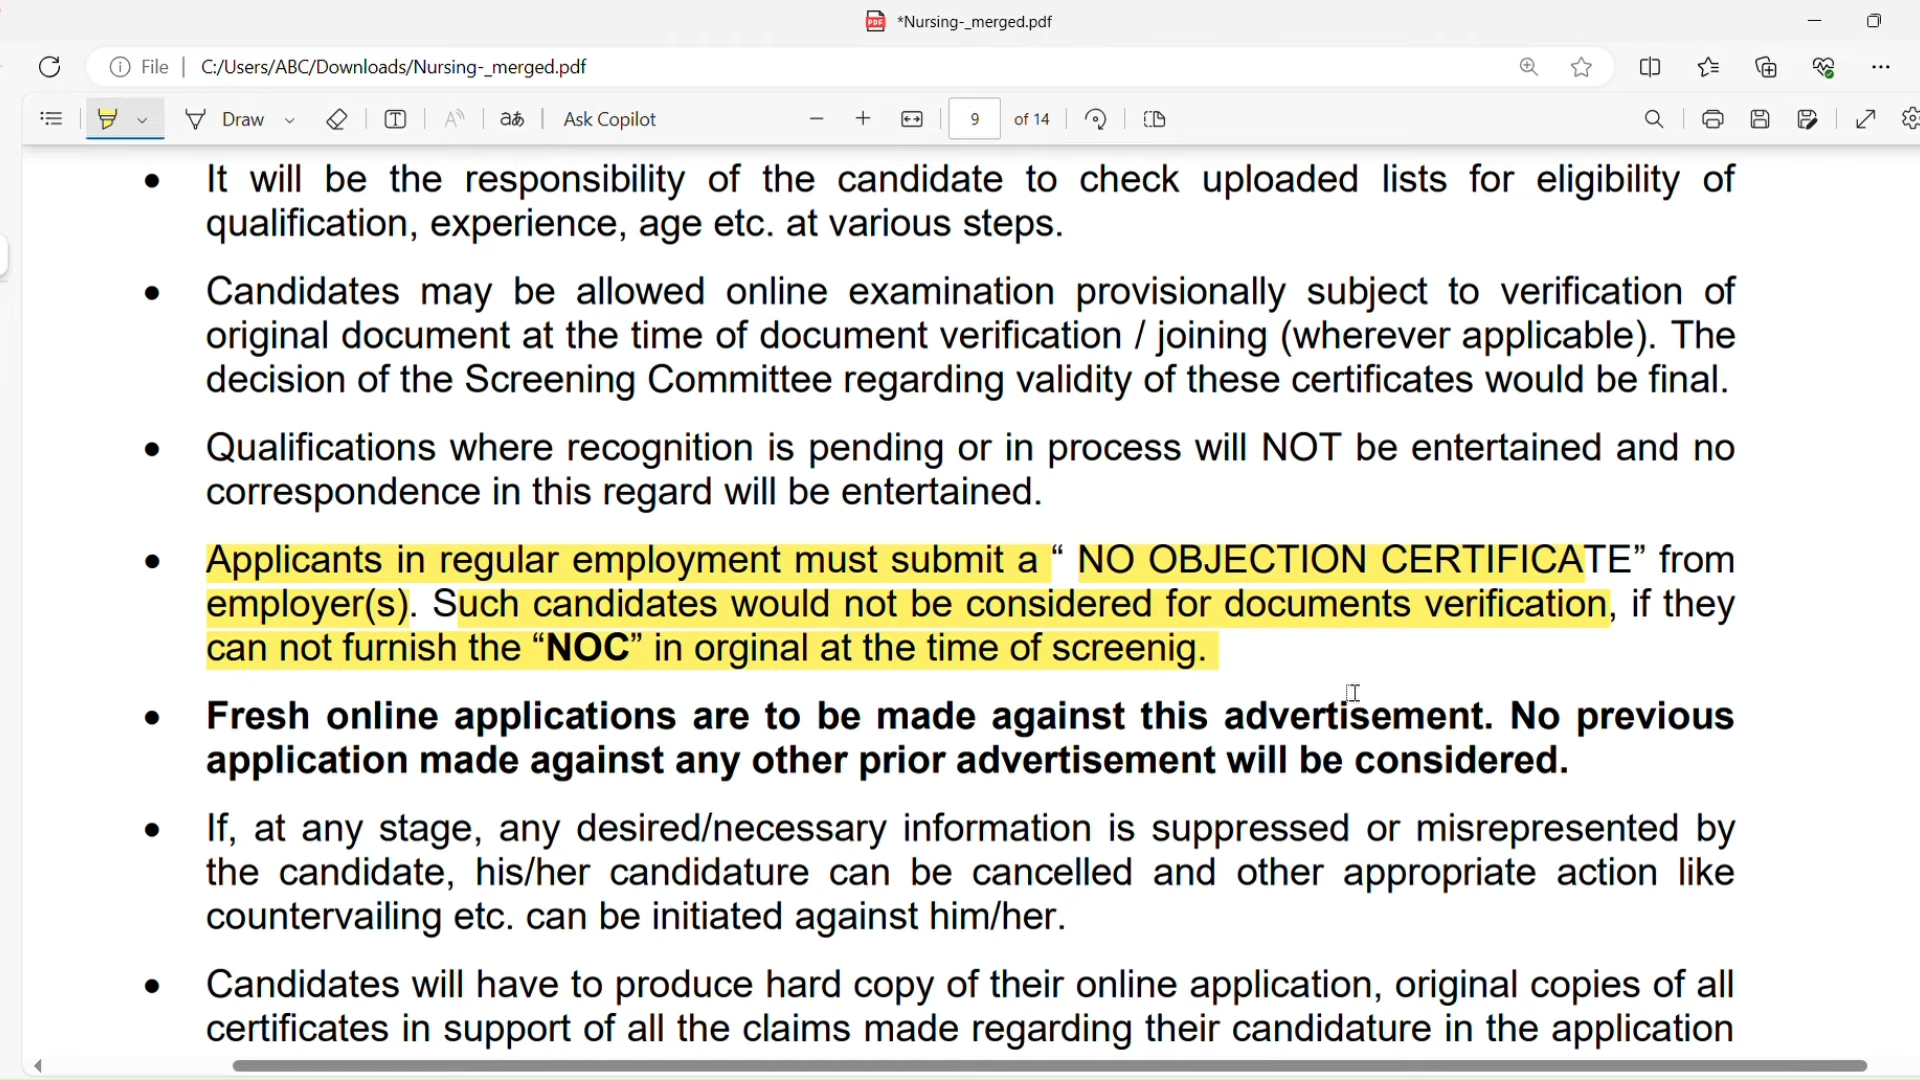 *Nursing-_merged.pdf
File | C:/Users/ABC/Downloads/Nursing-_merged.pdf
Draw aあ Ask Copilot 9 of 14
• It will be the responsibility of the candidate to check uploaded lists for eligibility of
qualification, experience, age etc. at various steps.
• Candidates may be allowed online examination provisionally subject to verification of
original document at the time of document verification / joining (wherever applicable). The
decision of the Screening Committee regarding validity of these certificates would be final.
• Qualifications where recognition is pending or in process will NOT be entertained and no
correspondence in this regard will be entertained.
• Applicants in regular employment must submit a “ NO OBJECTION CERTIFICATE” from
employer(s). Such candidates would not be considered for documents verification, if they
can not furnish the “NOC” in orginal at the time of screenig.
• Fresh online applications are to be made against this advertisement. No previous
application made against any other prior advertisement will be considered.
• If, at any stage, any desired/necessary information is suppressed or misrepresented by
the candidate, his/her candidature can be cancelled and other appropriate action like
countervailing etc. can be initiated against him/her.
• Candidates will have to produce hard copy of their online application, original copies of all
certificates in support of all the claims made regarding their candidature in the application